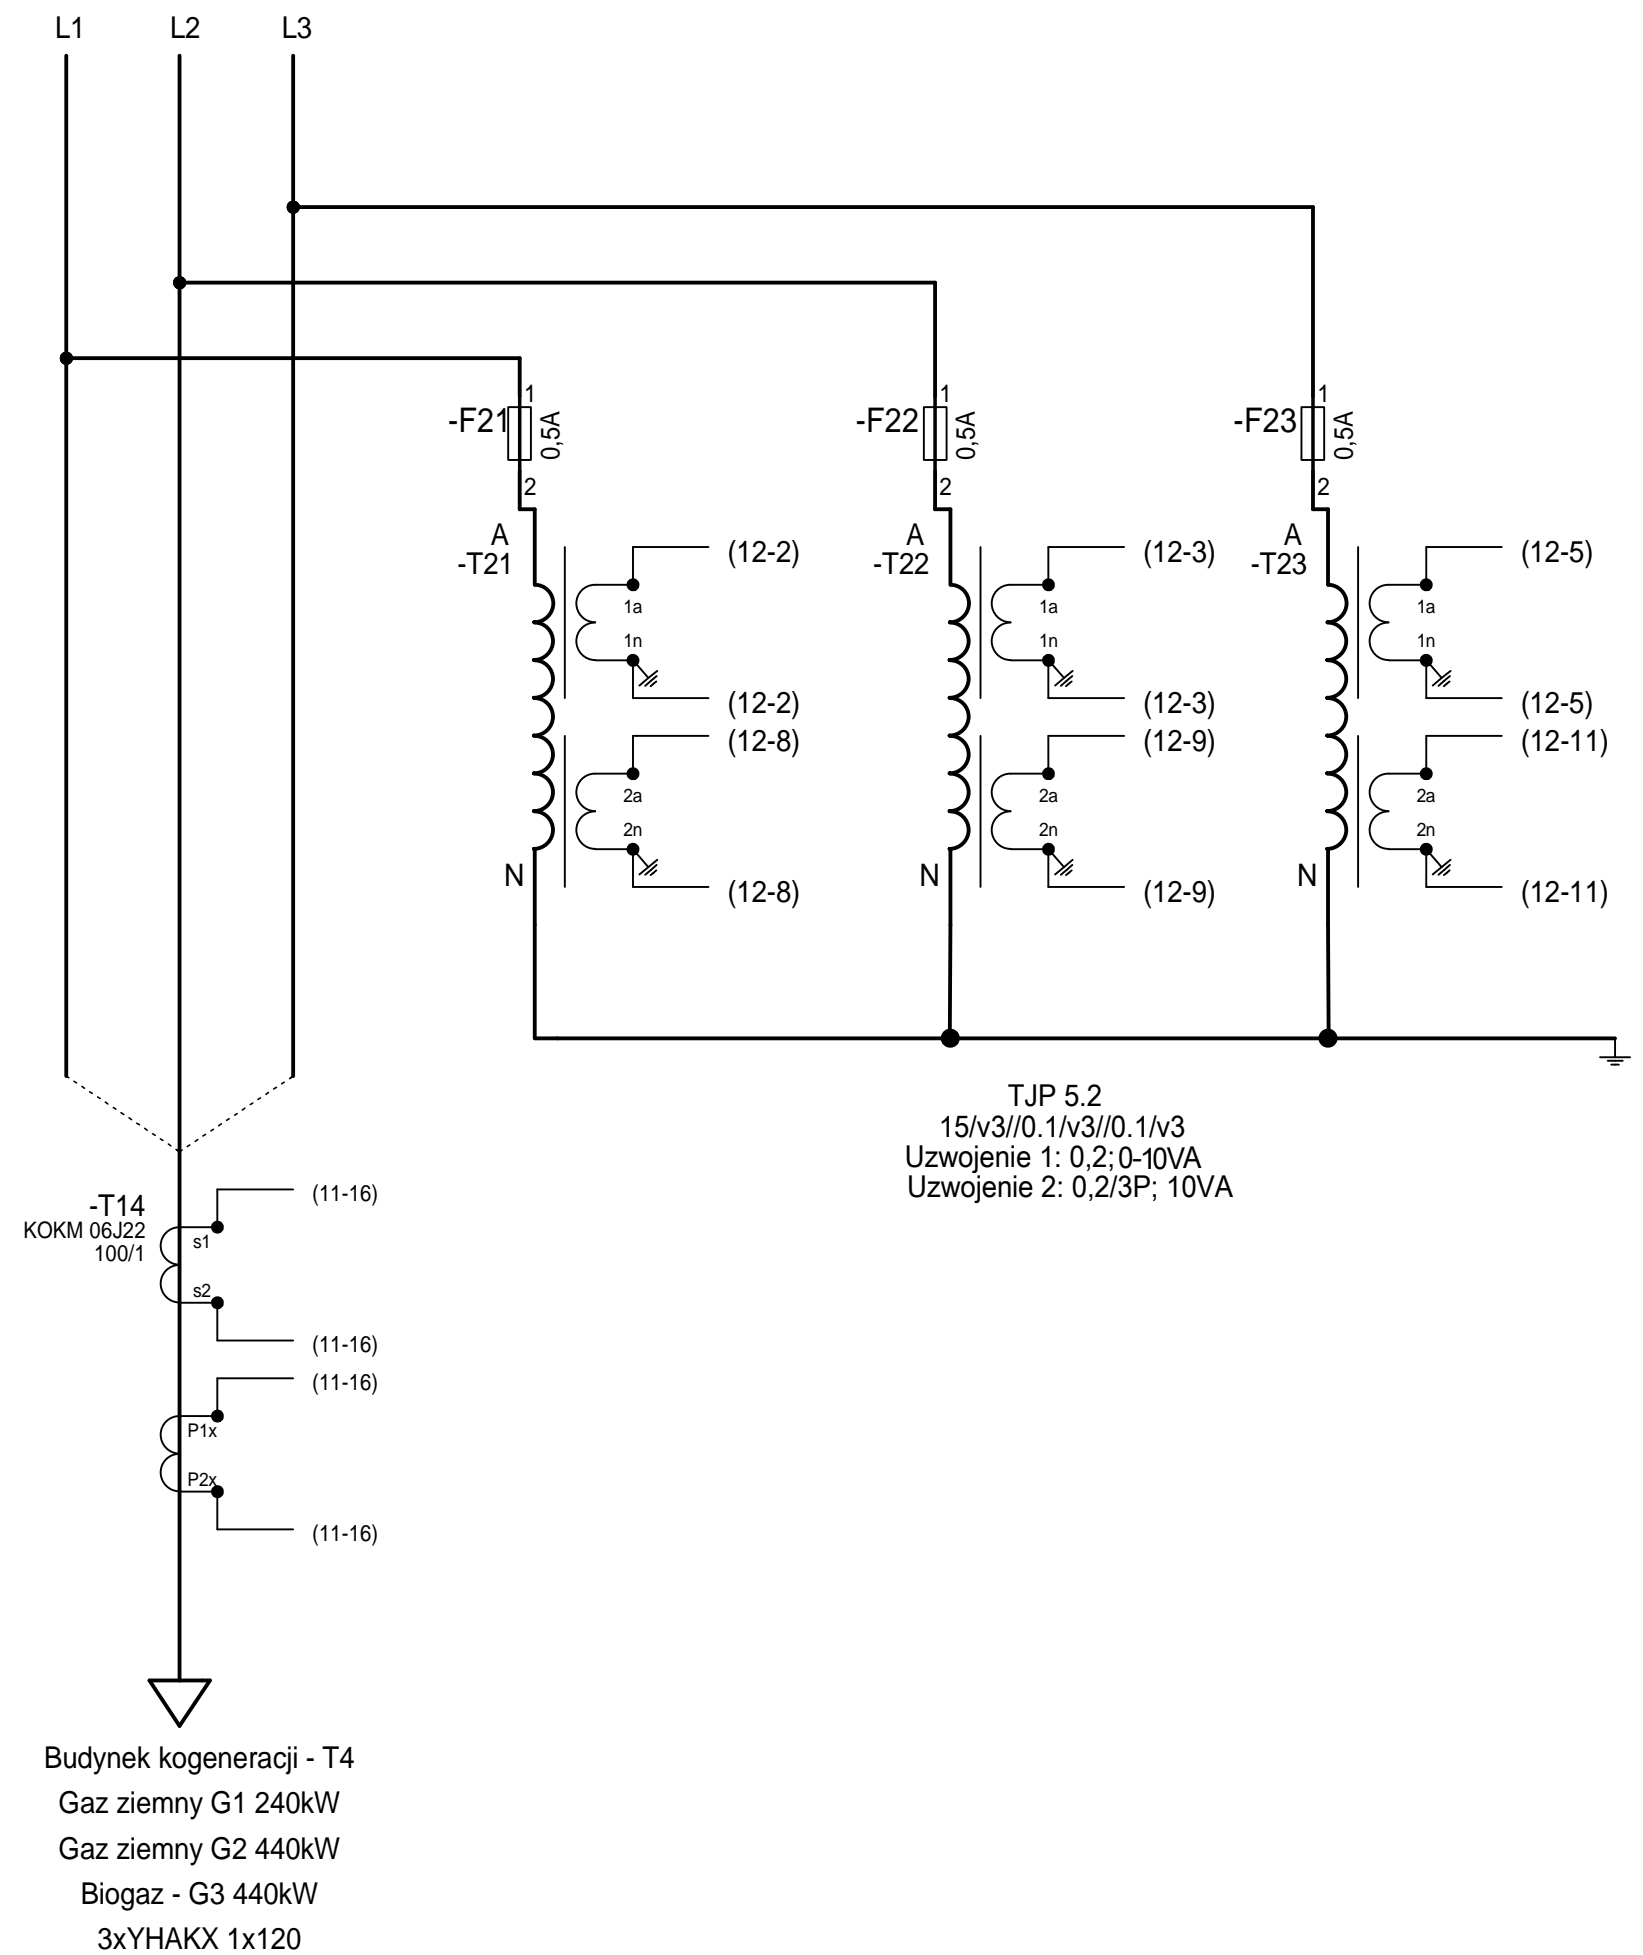 L1 L2 L3
1 1 1
-F21 0,5A -F22 0,5A -F23 0,5A
2 2 2
A A A
-T21 (12-2) -T22 (12-3) -T23 (12-5)
1a 1a 1a
1n 1n 1n
(12-2) (12-3) (12-5)
(12-8) (12-9) (12-11)
2a 2a 2a
2n 2n 2n
N N N
(12-8) (12-9) (12-11)
TJP 5.2
15/v3//0.1/v3//0.1/v3
Uzwojenie 1: 0,2;0-10VA
Uzwojenie 2: 0,2/3P; 10VA
-T14 (11-16)
KOKM 06J22
100/1 s1
s2
(11-16)
(11-16)
P1x
P2x
(11-16)
Budynek kogeneracji - T4
Gaz ziemny G1 240kW
Gaz ziemny G2 440kW
Biogaz - G3 440kW
3xYHAKX 1x120